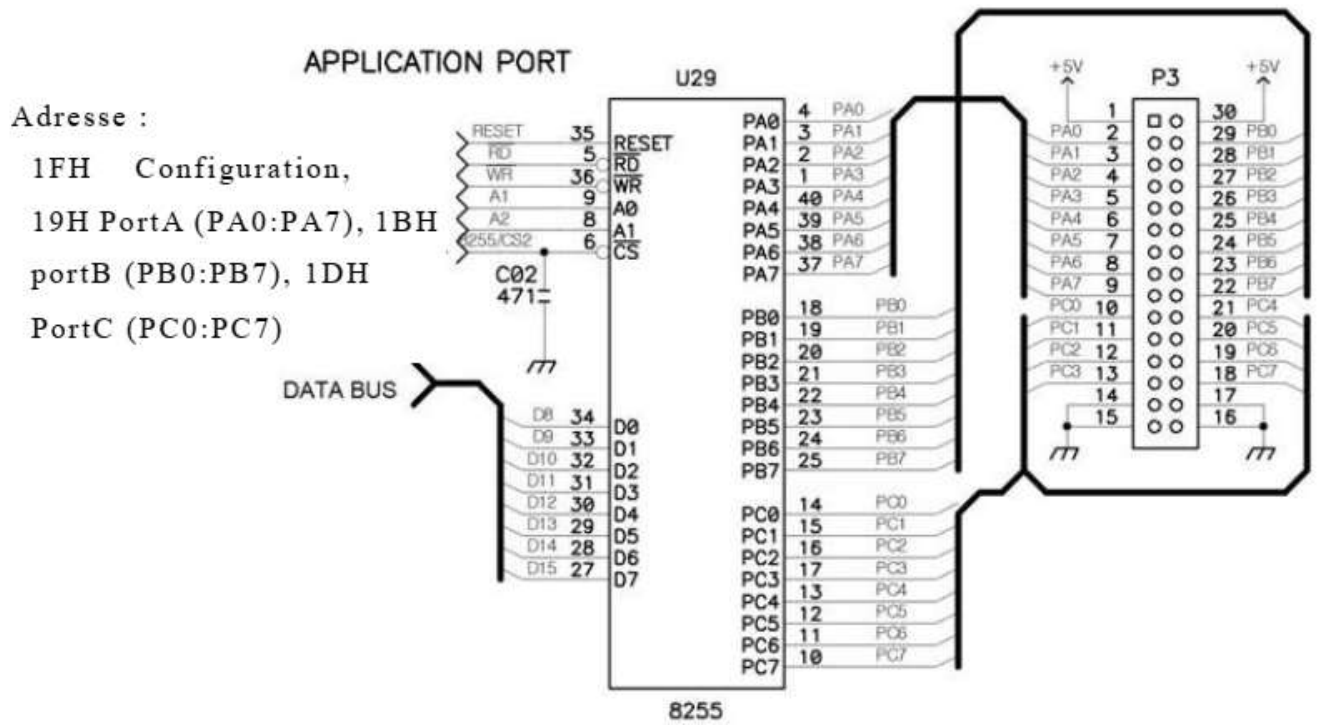 APPLICATION PORT
Adresse :
1FH Configuration,
19H PortA (PA0:PA7), 1BH
portB (PB0:PB7), 1DH
PortC (PC0:PC7)
U29
RESET 35 RESET
RD 5 RD
WR 36 WR
A1 9 A0
A2 8 A1
8255/CS2 6 CS
C02
471
DATA BUS
D8 34 D0
D9 33 D1
D10 32 D2
D11 31 D3
D12 30 D4
D13 29 D5
D14 28 D6
D15 27 D7
PA0 4 PA0
PA1 3 PA1
PA2 2 PA2
PA3 1 PA3
PA4 40 PA4
PA5 39 PA5
PA6 38 PA6
PA7 37 PA7
PB0 18 PB0
PB1 19 PB1
PB2 20 PB2
PB3 21 PB3
PB4 22 PB4
PB5 23 PB5
PB6 24 PB6
PB7 25 PB7
PC0 14 PC0
PC1 15 PC1
PC2 16 PC2
PC3 17 PC3
PC4 13 PC4
PC5 12 PC5
PC6 11 PC6
PC7 10 PC7
8255
+5V P3 +5V
1 30
PA0 2 29 PB0
PA1 3 28 PB1
PA2 4 27 PB2
PA3 5 26 PB3
PA4 6 25 PB4
PA5 7 24 PB5
PA6 8 23 PB6
PA7 9 22 PB7
PC0 10 21 PC4
PC1 11 20 PC5
PC2 12 19 PC6
PC3 13 18 PC7
14 17
15 16